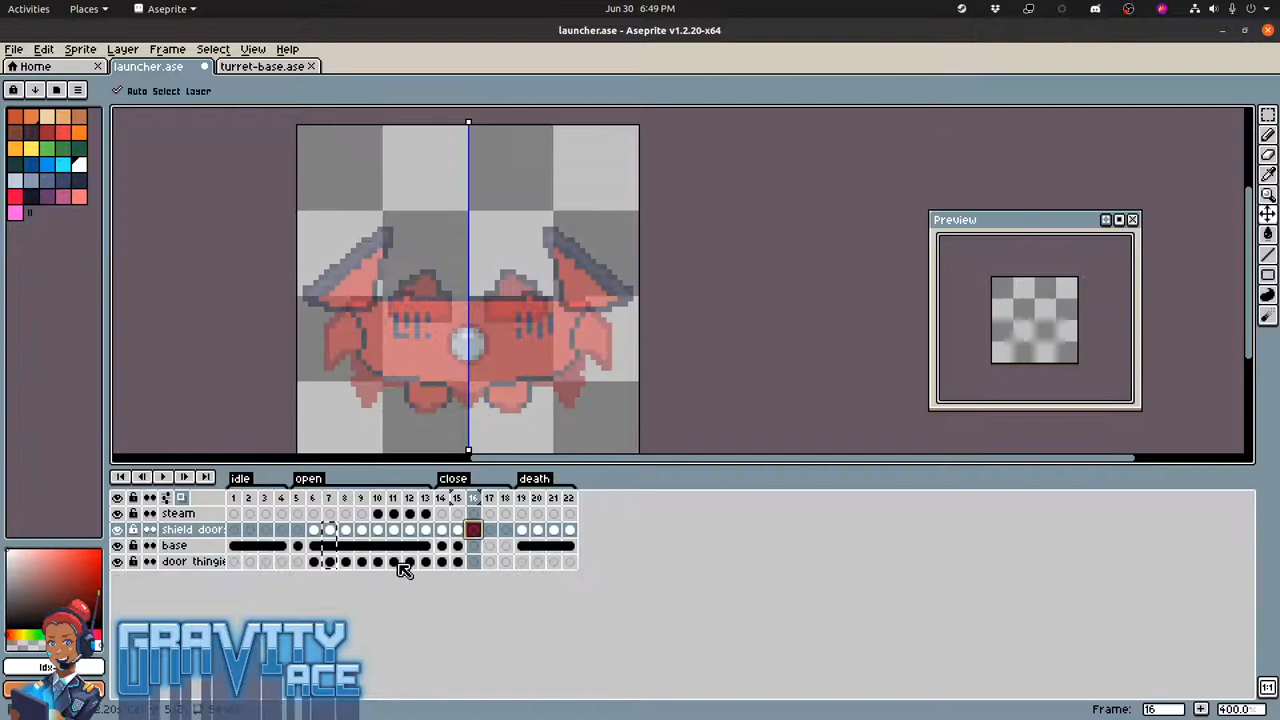 Activities Places Aseprite Jun 30 6:49 PM
launcher.ase - Aseprite v1.2.20-x64
File Edit Sprite Layer Frame Select View Help
Home launcher.ase turret-base.ase
Auto Select Layer
Preview
idle open close death
1 2 3 4 5 6 7 8 9 10 11 12 13 14 15 16 17 18 19 20 21 22
steam
shield door
base
door thingie
GRAVITY
ACE
Idx-
Frame: 16 400.0
1:1